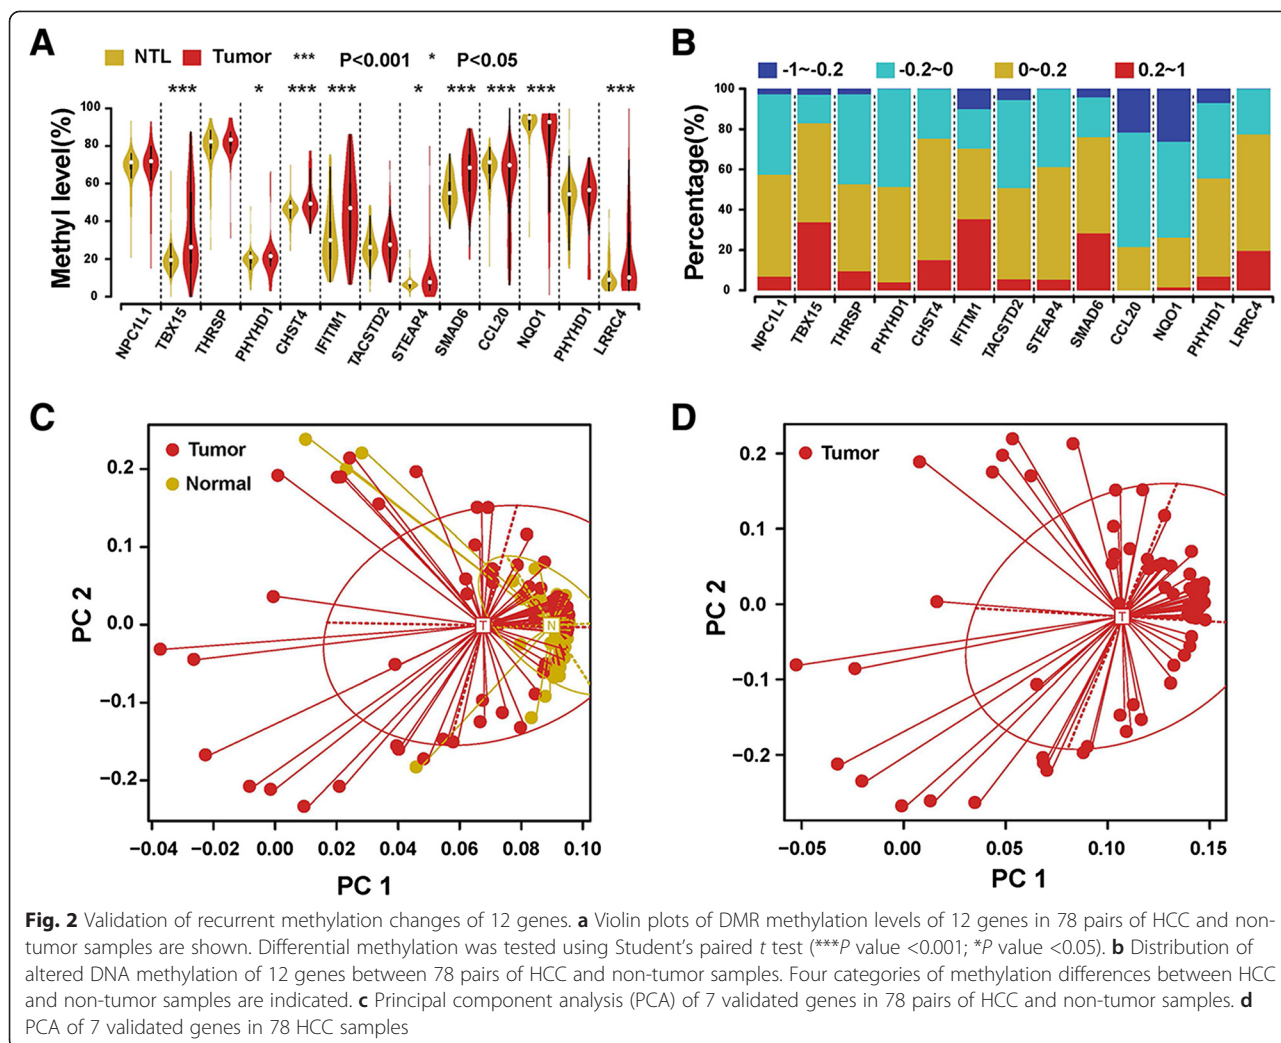 A
NTL Tumor *** P<0.001 * P<0.05
*** * *** *** * *** *** *** ***
Methyl level(%)
100
80
60
40
20
0
NPC1L1 TBX15 THRSP PHYHD1 CHST4 IFITM1 TACSTD2 STEAP4 SMAD6 CCL20 NQO1 PHYHD1 LRRC4
B
-1~-0.2 -0.2~0 0~0.2 0.2~1
Percentage(%)
100
80
60
40
20
0
NPC1L1 TBX15 THRSP PHYHD1 CHST4 IFITM1 TACSTD2 STEAP4 SMAD6 CCL20 NQO1 PHYHD1 LRRC4
C
Tumor
Normal
PC 2
0.2
0.1
0.0
−0.1
−0.2
T N
−0.04 −0.02 0.00 0.02 0.04 0.06 0.08 0.10
PC 1
D
Tumor
PC 2
0.2
0.1
0.0
−0.1
−0.2
T
−0.05 0.00 0.05 0.10 0.15
PC 1
Fig. 2 Validation of recurrent methylation changes of 12 genes. a Violin plots of DMR methylation levels of 12 genes in 78 pairs of HCC and non-
tumor samples are shown. Differential methylation was tested using Student's paired t test (***P value <0.001; *P value <0.05). b Distribution of
altered DNA methylation of 12 genes between 78 pairs of HCC and non-tumor samples. Four categories of methylation differences between HCC
and non-tumor samples are indicated. c Principal component analysis (PCA) of 7 validated genes in 78 pairs of HCC and non-tumor samples. d
PCA of 7 validated genes in 78 HCC samples